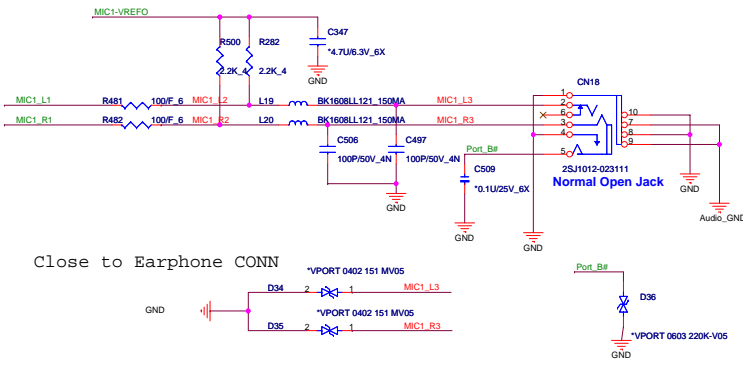 MIC1-VREFO
C347
*4.7U/6.3V_6X
GND
R500
2.2K_4
R282
2.2K_4
MIC1_L1
R481
100/F_6
MIC1_L2
L19
BK1608LL121_150MA
MIC1_L3
MIC1_R1
R482
100/F_6
MIC1_R2
L20
BK1608LL121_150MA
MIC1_R3
C506
100P/50V_4N
C497
100P/50V_4N
GND
Port_B#
C509
*0.1U/25V_6X
GND
GND
CN18
1
2
6
3
4
5
10
7
8
9
2SJ1012-023111
Normal Open Jack
GND
Audio_GND
Close to Earphone CONN
*VPORT 0402 151 MV05
GND
D34
2
1
MIC1_L3
*VPORT 0402 151 MV05
D35
2
1
MIC1_R3
Port_B#
D36
*VPORT 0603 220K-V05
GND